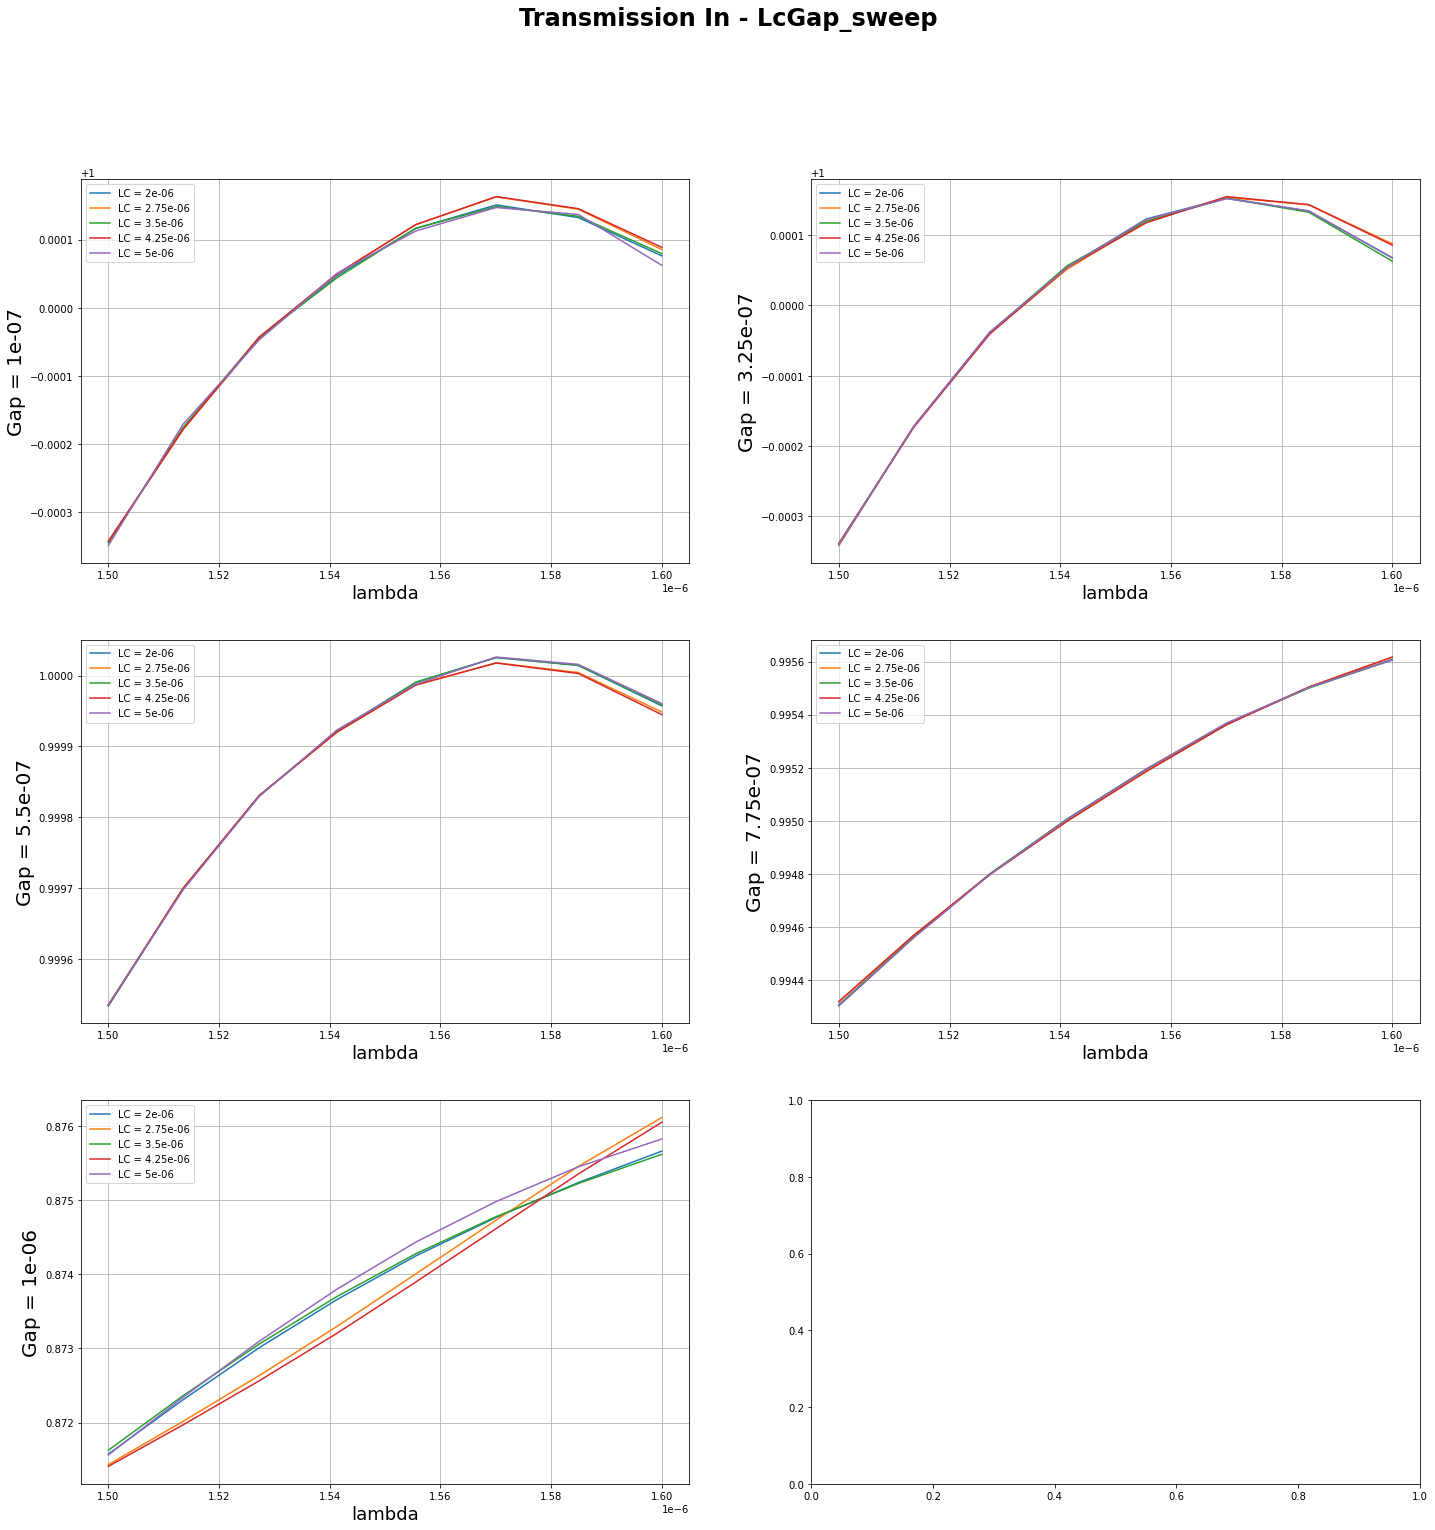 Transmission In - LcGap_sweep
+1
LC = 2e-06
LC = 2.75e-06
LC = 3.5e-06
LC = 4.25e-06
LC = 5e-06
0.0001
0.0000
−0.0001
−0.0002
−0.0003
Gap = 1e-07
1.50 1.52 1.54 1.56 1.58 1.60
1e−6
lambda
+1
LC = 2e-06
LC = 2.75e-06
LC = 3.5e-06
LC = 4.25e-06
LC = 5e-06
0.0001
0.0000
−0.0001
−0.0002
−0.0003
Gap = 3.25e-07
1.50 1.52 1.54 1.56 1.58 1.60
1e−6
lambda
LC = 2e-06
LC = 2.75e-06
LC = 3.5e-06
LC = 4.25e-06
LC = 5e-06
1.0000
0.9999
0.9998
0.9997
0.9996
Gap = 5.5e-07
1.50 1.52 1.54 1.56 1.58 1.60
1e−6
lambda
LC = 2e-06
LC = 2.75e-06
LC = 3.5e-06
LC = 4.25e-06
LC = 5e-06
0.9956
0.9954
0.9952
0.9950
0.9948
0.9946
0.9944
Gap = 7.75e-07
1.50 1.52 1.54 1.56 1.58 1.60
1e−6
lambda
LC = 2e-06
LC = 2.75e-06
LC = 3.5e-06
LC = 4.25e-06
LC = 5e-06
0.876
0.875
0.874
0.873
0.872
Gap = 1e-06
1.50 1.52 1.54 1.56 1.58 1.60
1e−6
lambda
1.0
0.8
0.6
0.4
0.2
0.0
0.0 0.2 0.4 0.6 0.8 1.0